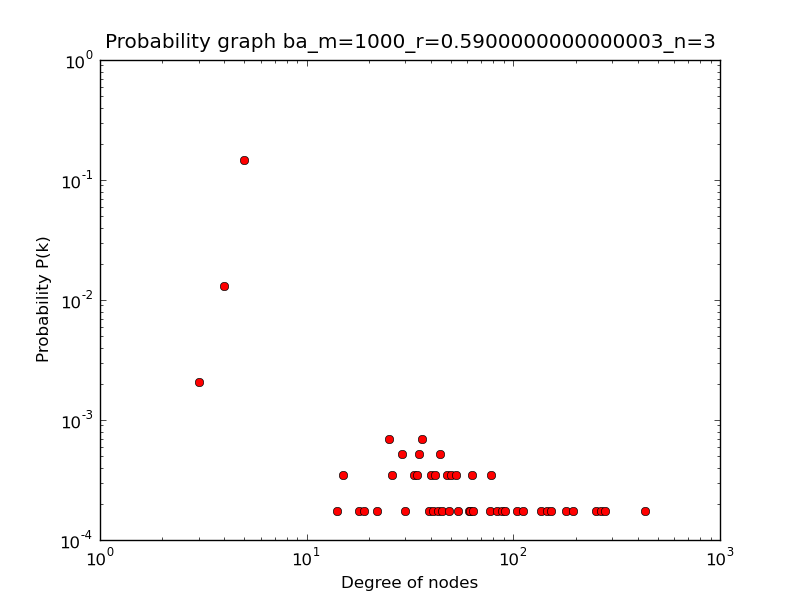 Probability graph ba_m=1000_r=0.5900000000000003_n=3
10^0
10^-1
10^-2
10^-3
10^-4
Probability P(k)
10^0 10^1 10^2 10^3
Degree of nodes